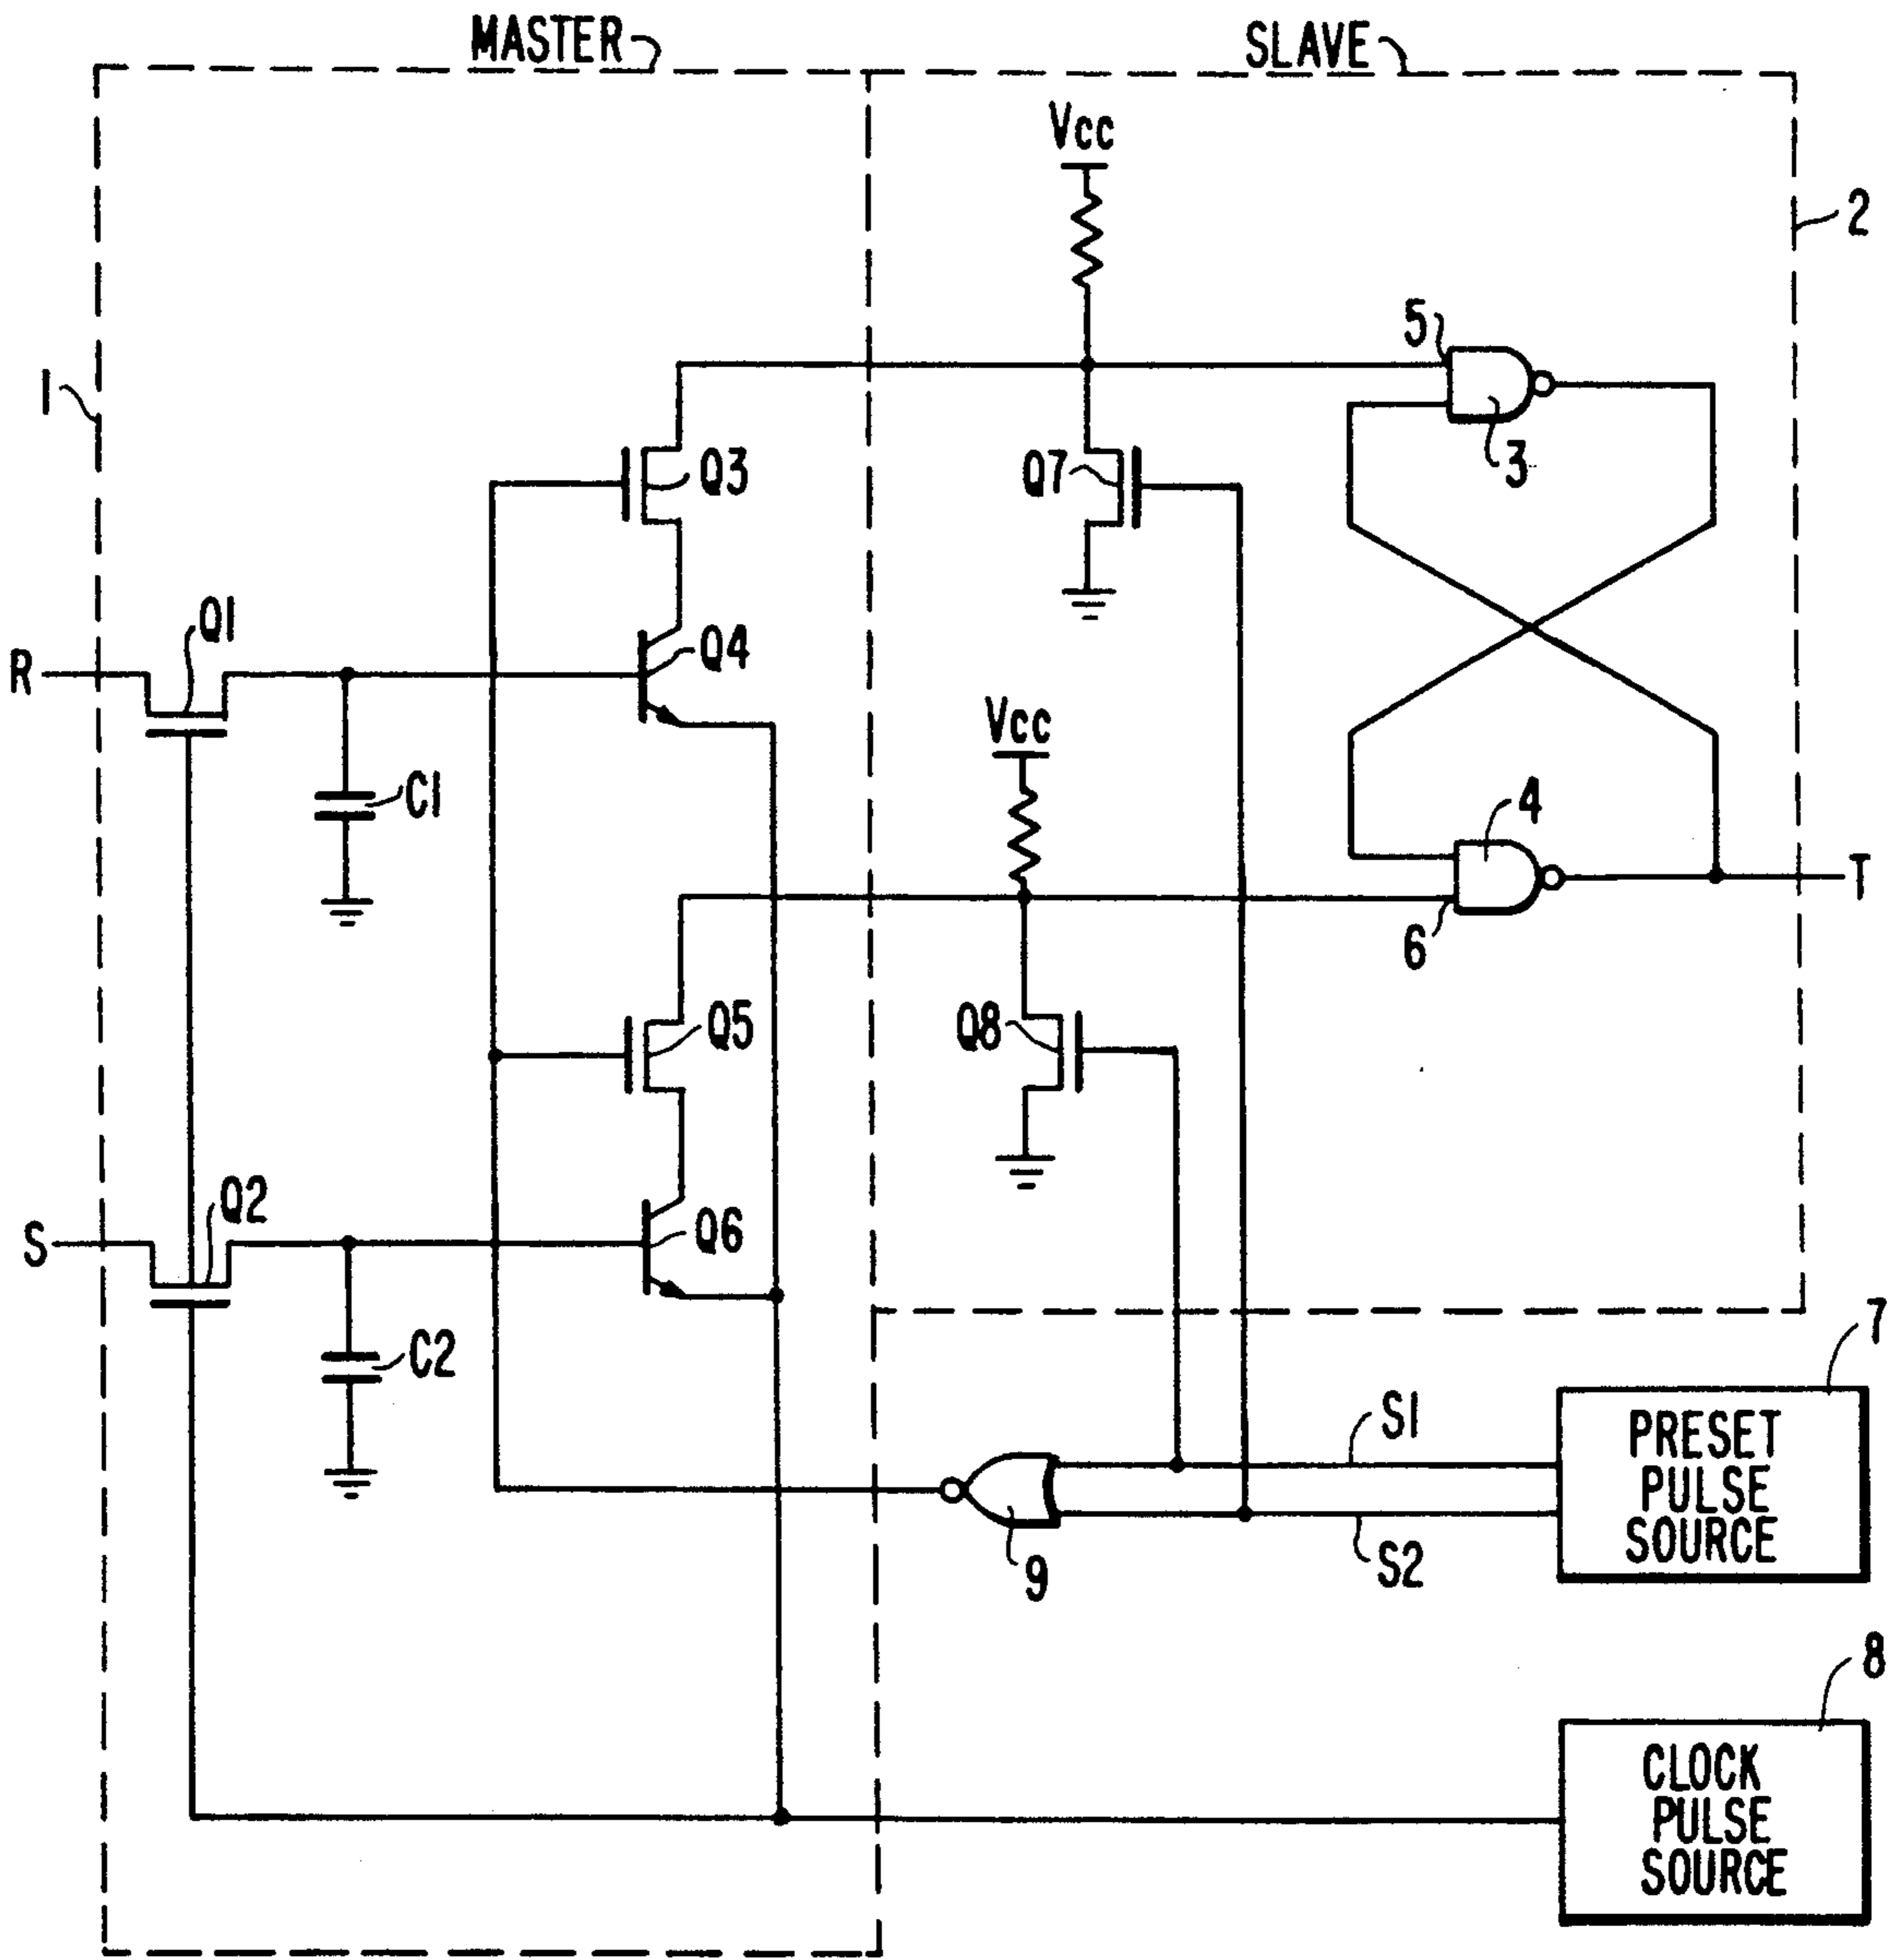 MASTER
SLAVE
Vcc
2
5
1
3
Q3
Q7
Q1
R
Q4
Vcc
C1
4
T
6
Q5
Q8
Q2
S
Q6
7
C2
S1
PRESET
PULSE
SOURCE
9
S2
8
CLOCK
PULSE
SOURCE